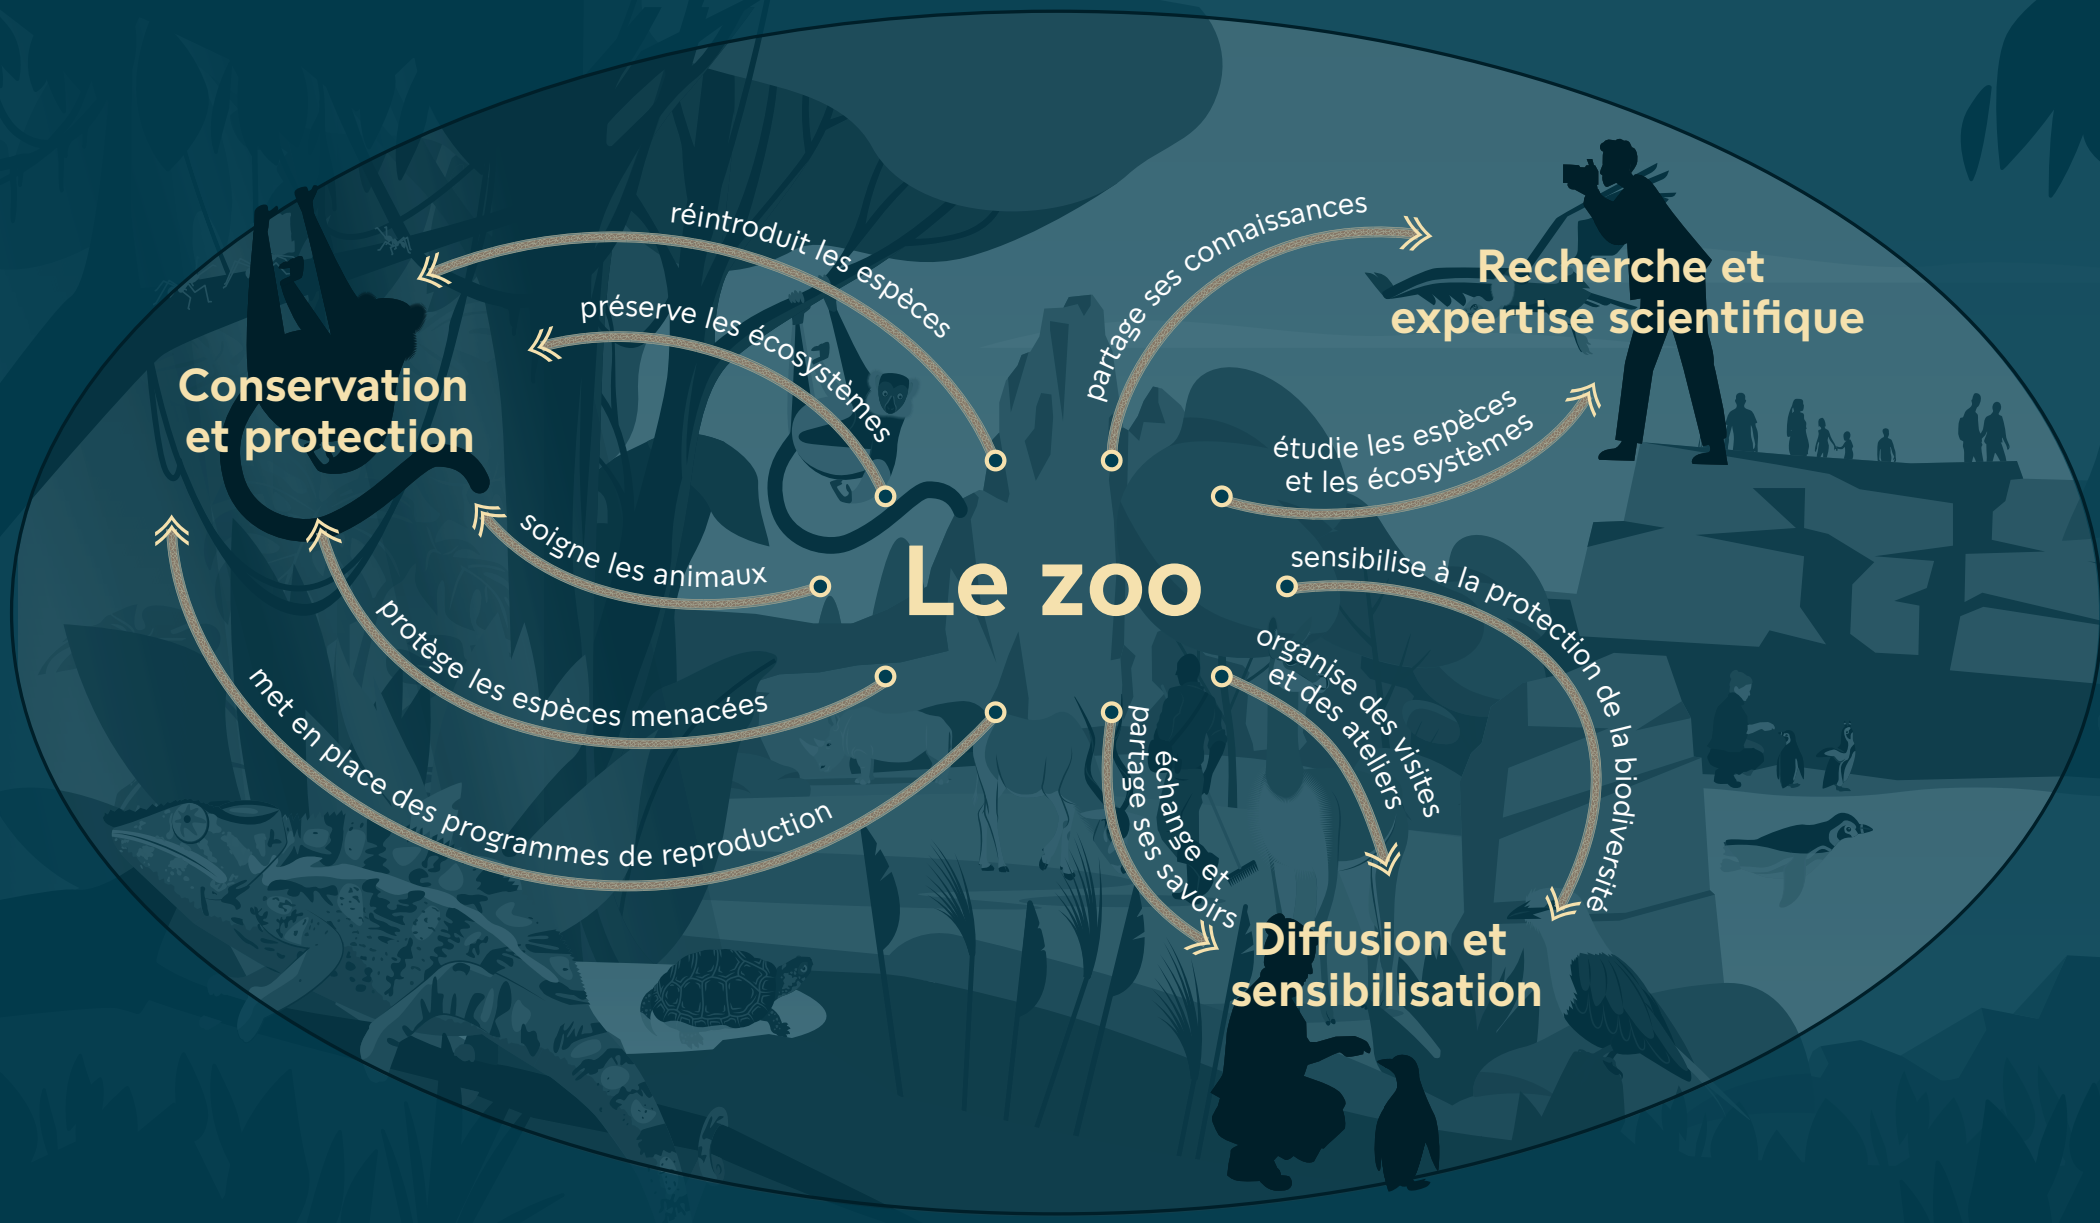 Le zoo
réintroduit les espèces
préserve les écosystèmes
Conservation
et protection
soigne les animaux
protège les espèces menacées
met en place des programmes de reproduction
partage ses connaissances
Recherche et
expertise scientifique
étudie les espèces
et les écosystèmes
sensibilise à la protection de la biodiversité
organise des visites
et des ateliers
échange et
partage ses savoirs
Diffusion et
sensibilisation